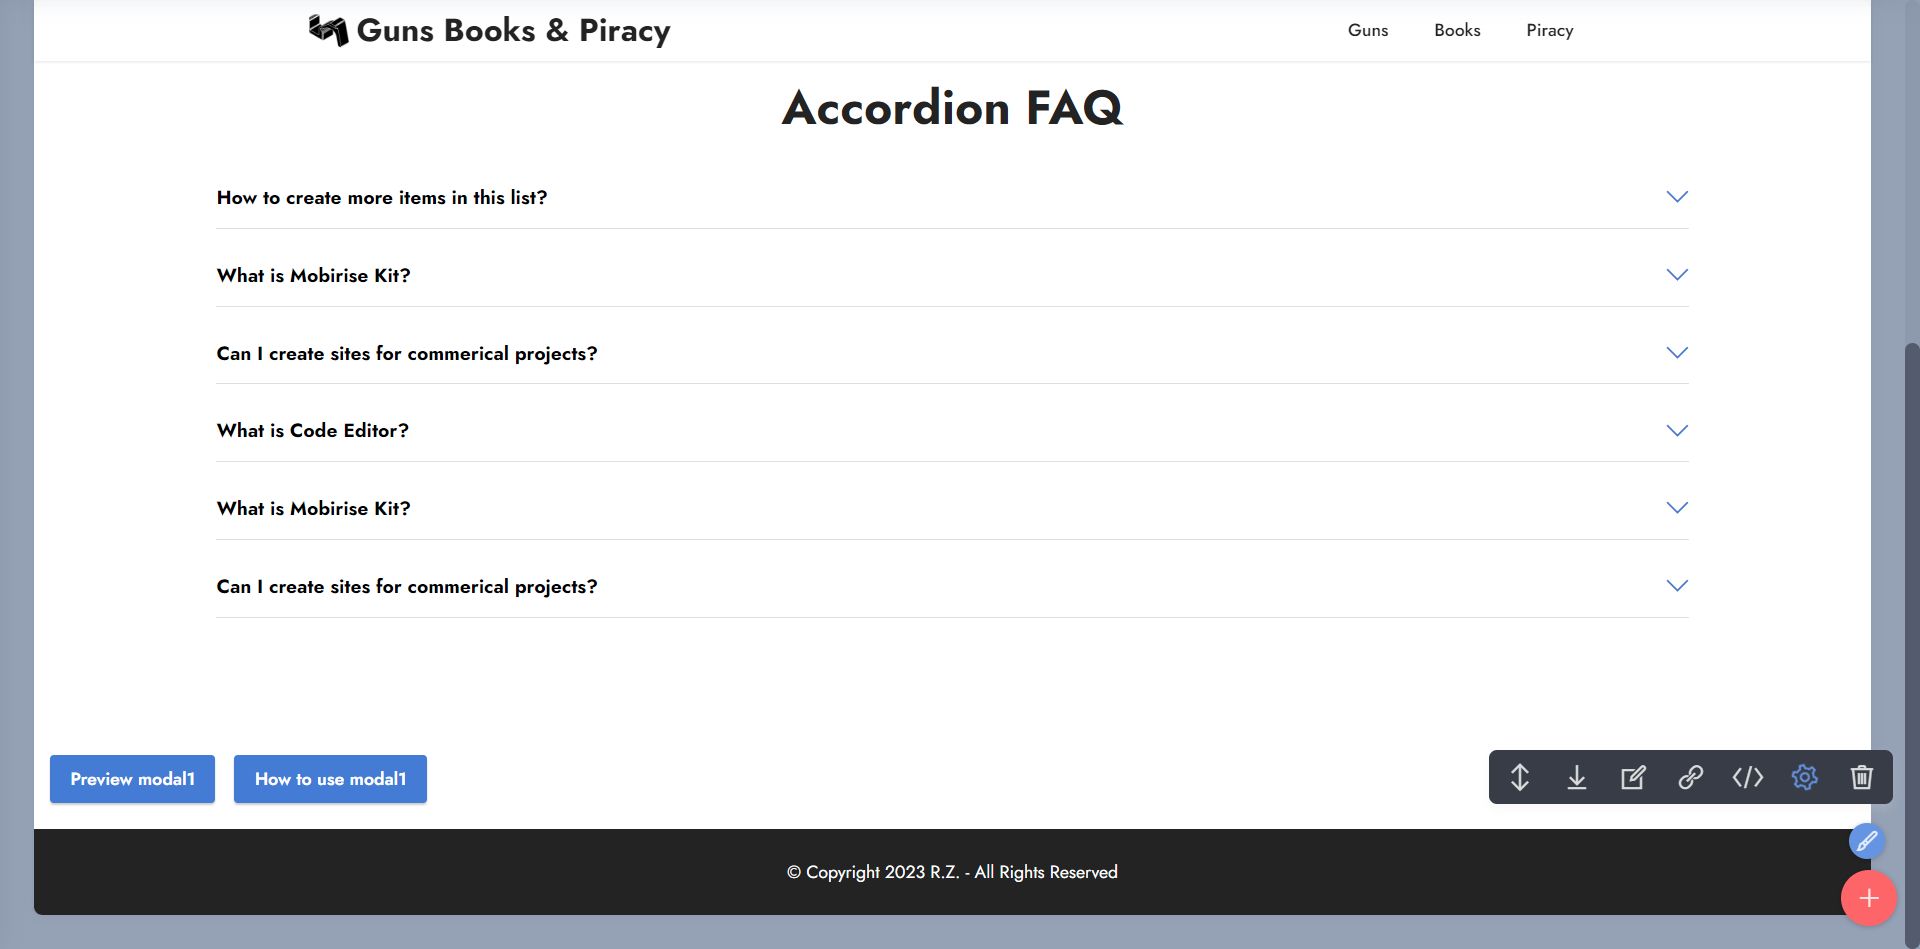 Guns Books & Piracy
Guns Books Piracy
Accordion FAQ
How to create more items in this list?
What is Mobirise Kit?
Can I create sites for commerical projects?
What is Code Editor?
What is Mobirise Kit?
Can I create sites for commerical projects?
Preview modal1 How to use modal1
© Copyright 2023 R.Z. - All Rights Reserved